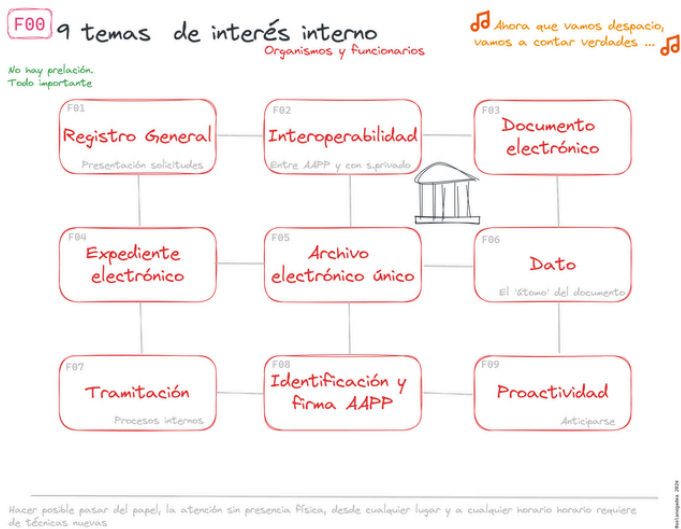 F00
9 temas de interés interno
Organismos y funcionarios
Ahora que vamos despacio,
vamos a contar verdades ...
No hay prelación.
Todo importante
F01
Registro General
Presentación solicitudes
F02
Interoperabilidad
Entre AAPP y con s.privado
F03
Documento
electrónico
F04
Expediente
electrónico
F05
Archivo
electrónico único
F06
Dato
El 'átomo' del documento
F07
Tramitación
Procesos internos
F08
Identificación y
firma AAPP
F09
Proactividad
Anticiparse
Hacer posible pasar del papel, la atención sin presencia física, desde cualquier lugar y a cualquier horario horario requiere
de técnicas nuevas